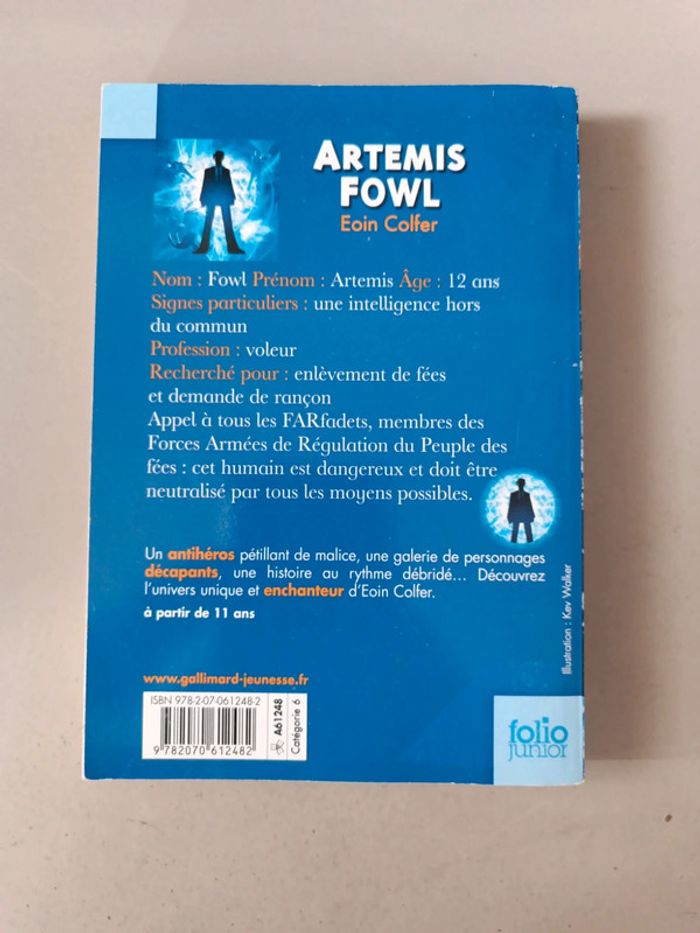 ARTEMIS
FOWL
Eoin Colfer
Nom : Fowl Prénom : Artemis Âge : 12 ans
Signes particuliers : une intelligence hors
du commun
Profession : voleur
Recherché pour : enlèvement de fées
et demande de rançon
Appel à tous les FARfadets, membres des
Forces Armées de Régulation du Peuple des
fées : cet humain est dangereux et doit être
neutralisé par tous les moyens possibles.
Un antihéros pétillant de malice, une galerie de personnages
décapants, une histoire au rythme débridé... Découvrez
l'univers unique et enchanteur d'Eoin Colfer.
à partir de 11 ans
Illustration : Kev Walker
www.gallimard-jeunesse.fr
ISBN 978-2-07-061248-2
9 782070 612482
A61248
Catégorie 6
folio
junior